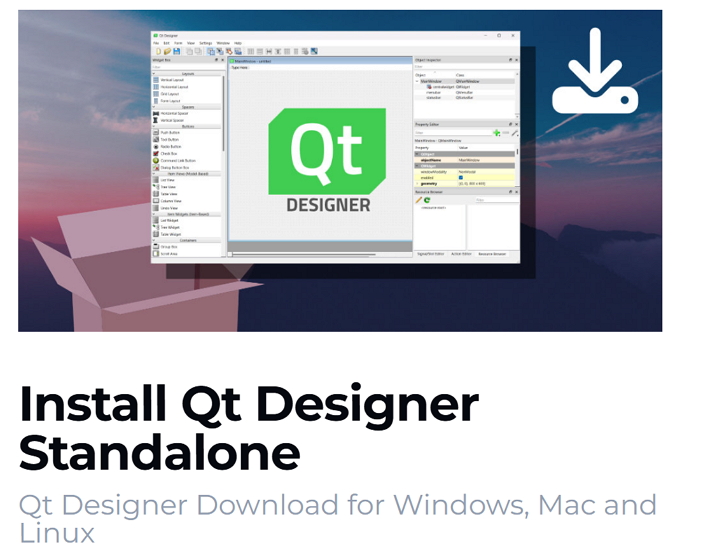 Qt Designer
File Edit Form View Settings Window Help
Widget Box
Object Inspector
MainWindow - untitled
Type Here
Layouts
Vertical Layout
Horizontal Layout
Grid Layout
Form Layout
Spacers
Horizontal Spacer
Vertical Spacer
Buttons
Push Button
Tool Button
Radio Button
Check Box
Command Link Button
Dialog Button Box
Item Views (Model-Based)
List View
Tree View
Table View
Column View
Undo View
Item Widgets (Item-Based)
List Widget
Tree Widget
Table Widget
Containers
Group Box
Scroll Area
Qt
DESIGNER
Object Class
MainWindow QMainWindow
centralwidget QWidget
menubar QMenuBar
statusbar QStatusBar
Property Editor
Filter
MainWindow : QMainWindow
Property Value
QObject
objectName MainWindow
QWidget
windowModality NonModal
enabled
geometry
Resource Browser
Filter
<resource root>
Signal/Slot Editor Action Editor Resource Browser
Install Qt Designer
Standalone
Qt Designer Download for Windows, Mac and
Linux